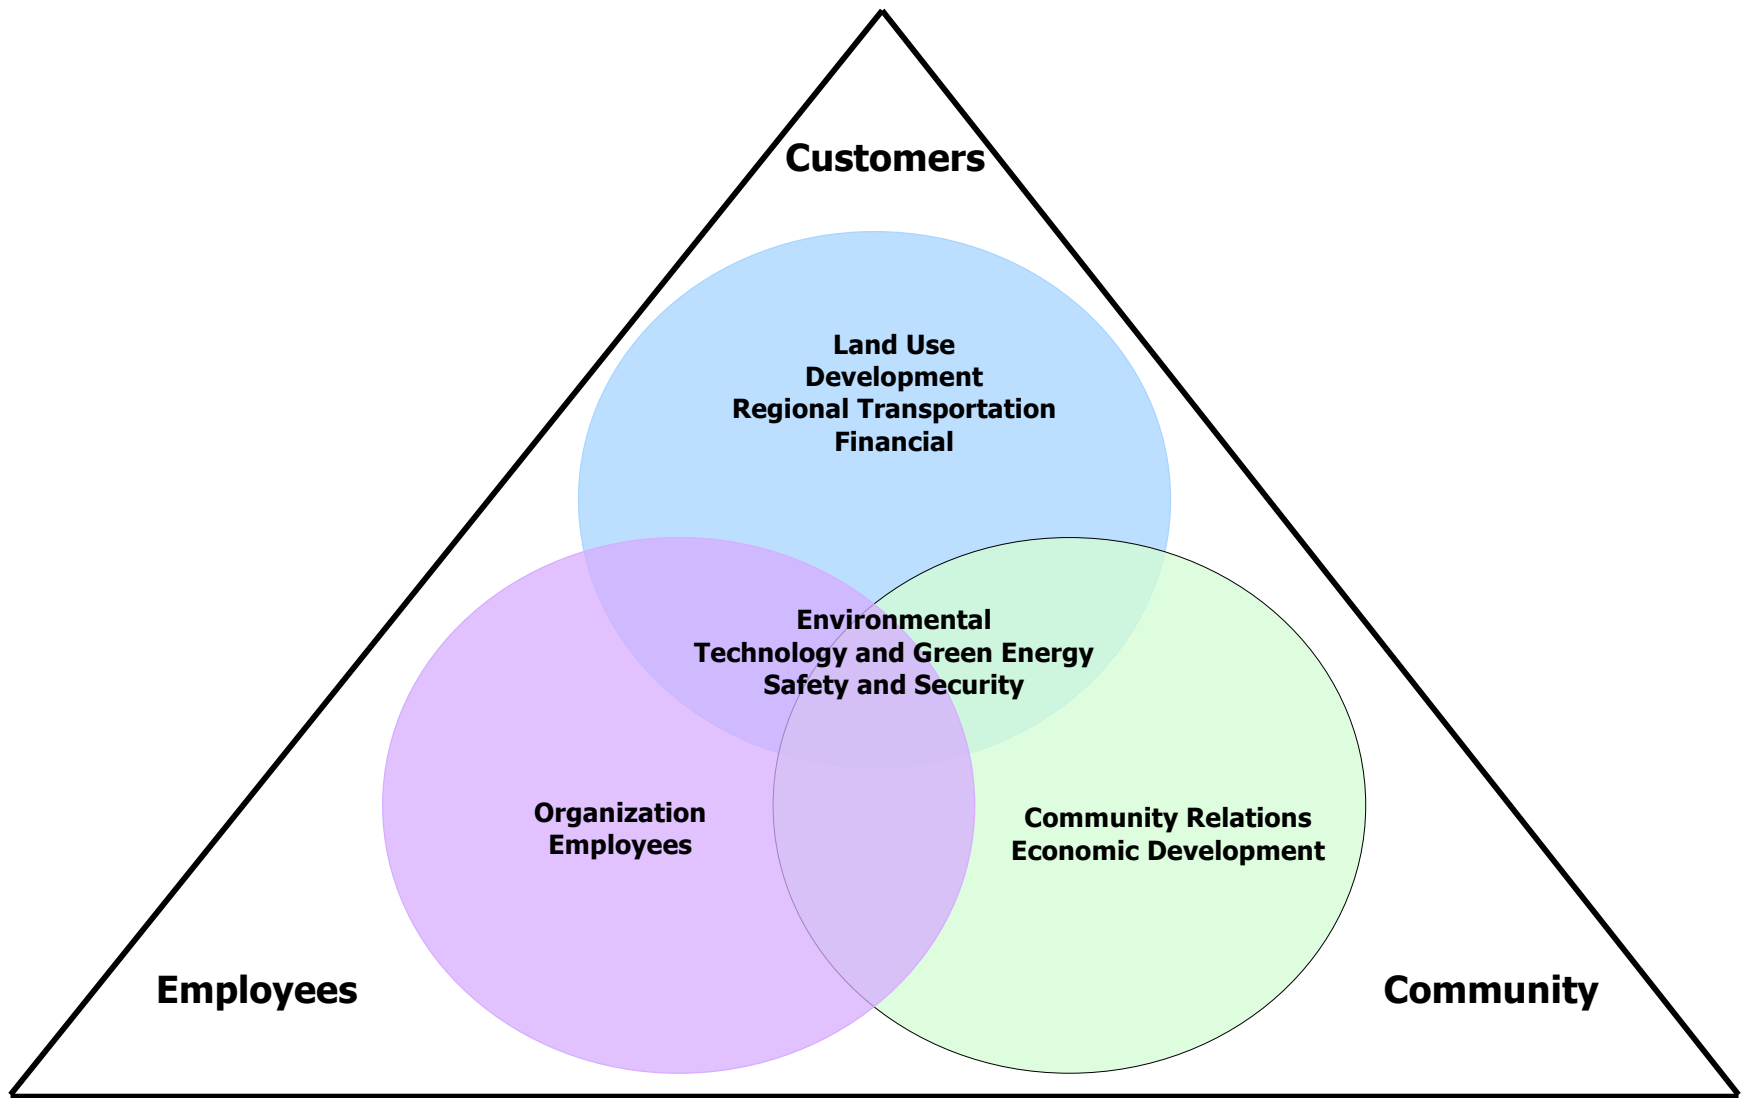 Customers
Land Use
Development
Regional Transportation
Financial
Environmental
Technology and Green Energy
Safety and Security
Organization
Employees
Community Relations
Economic Development
Employees
Community